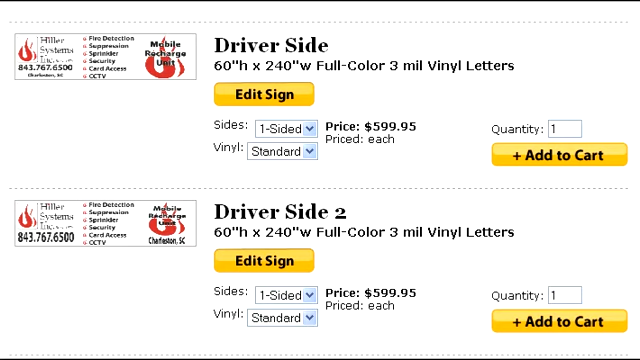 Hiller
Systems
Inc.
843.767.6500
Charleston, SC
Fire Detection
Suppression
Sprinkler
Security
Card Access
CCTV
Mobile
Recharge
Unit
Driver Side
60"h x 240"w Full-Color 3 mil Vinyl Letters
Edit Sign
Sides: 1-Sided
Price: $599.95
Quantity: 1
Vinyl: Standard
Priced: each
+ Add to Cart
Hiller
Systems
Inc.
843.767.6500
Fire Detection
Suppression
Sprinkler
Security
Card Access
CCTV
Mobile
Recharge
Unit
Charleston, SC
Driver Side 2
60"h x 240"w Full-Color 3 mil Vinyl Letters
Edit Sign
Sides: 1-Sided
Price: $599.95
Quantity: 1
Vinyl: Standard
Priced: each
+ Add to Cart